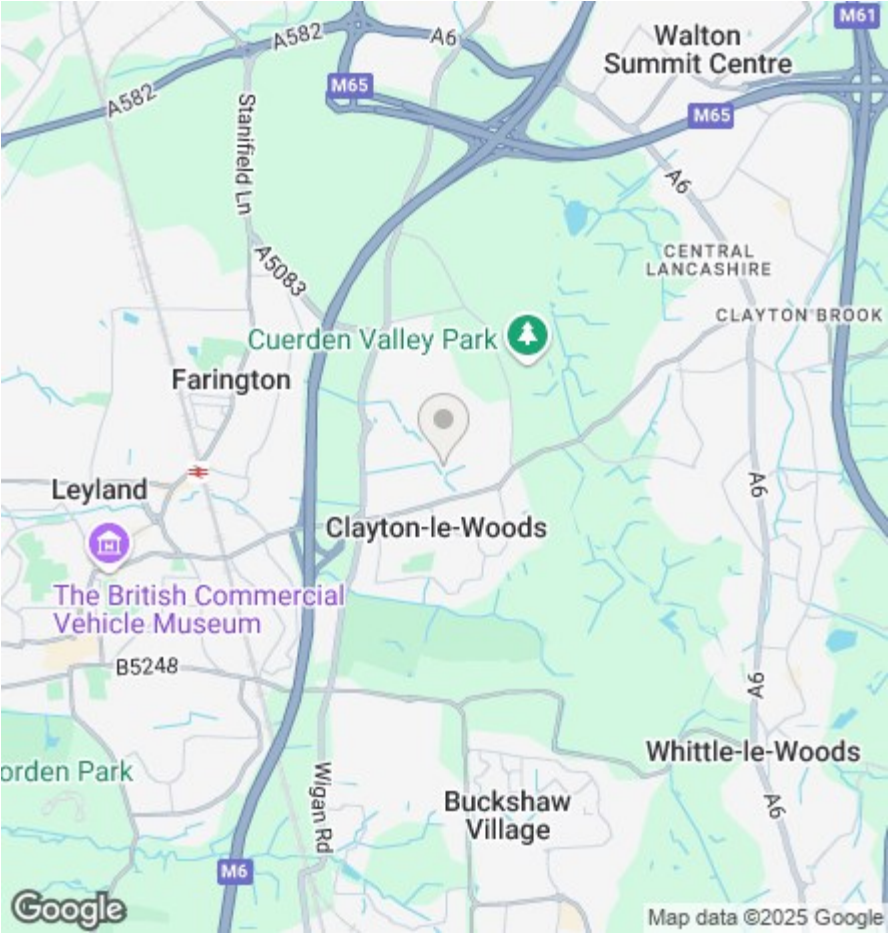 M61
A582
A6
Walton
Summit Centre
M65
A582
M65
Stanifield Ln
A6
A5083
CENTRAL
LANCASHIRE
CLAYTON BROOK
Cuerden Valley Park
Farington
Leyland
A6
Clayton-le-Woods
The British Commercial
Vehicle Museum
B5248
A6
Whittle-le-Woods
orden Park
Wigan Rd
Buckshaw
Village
A6
M6
Google
Map data ©2025 Google